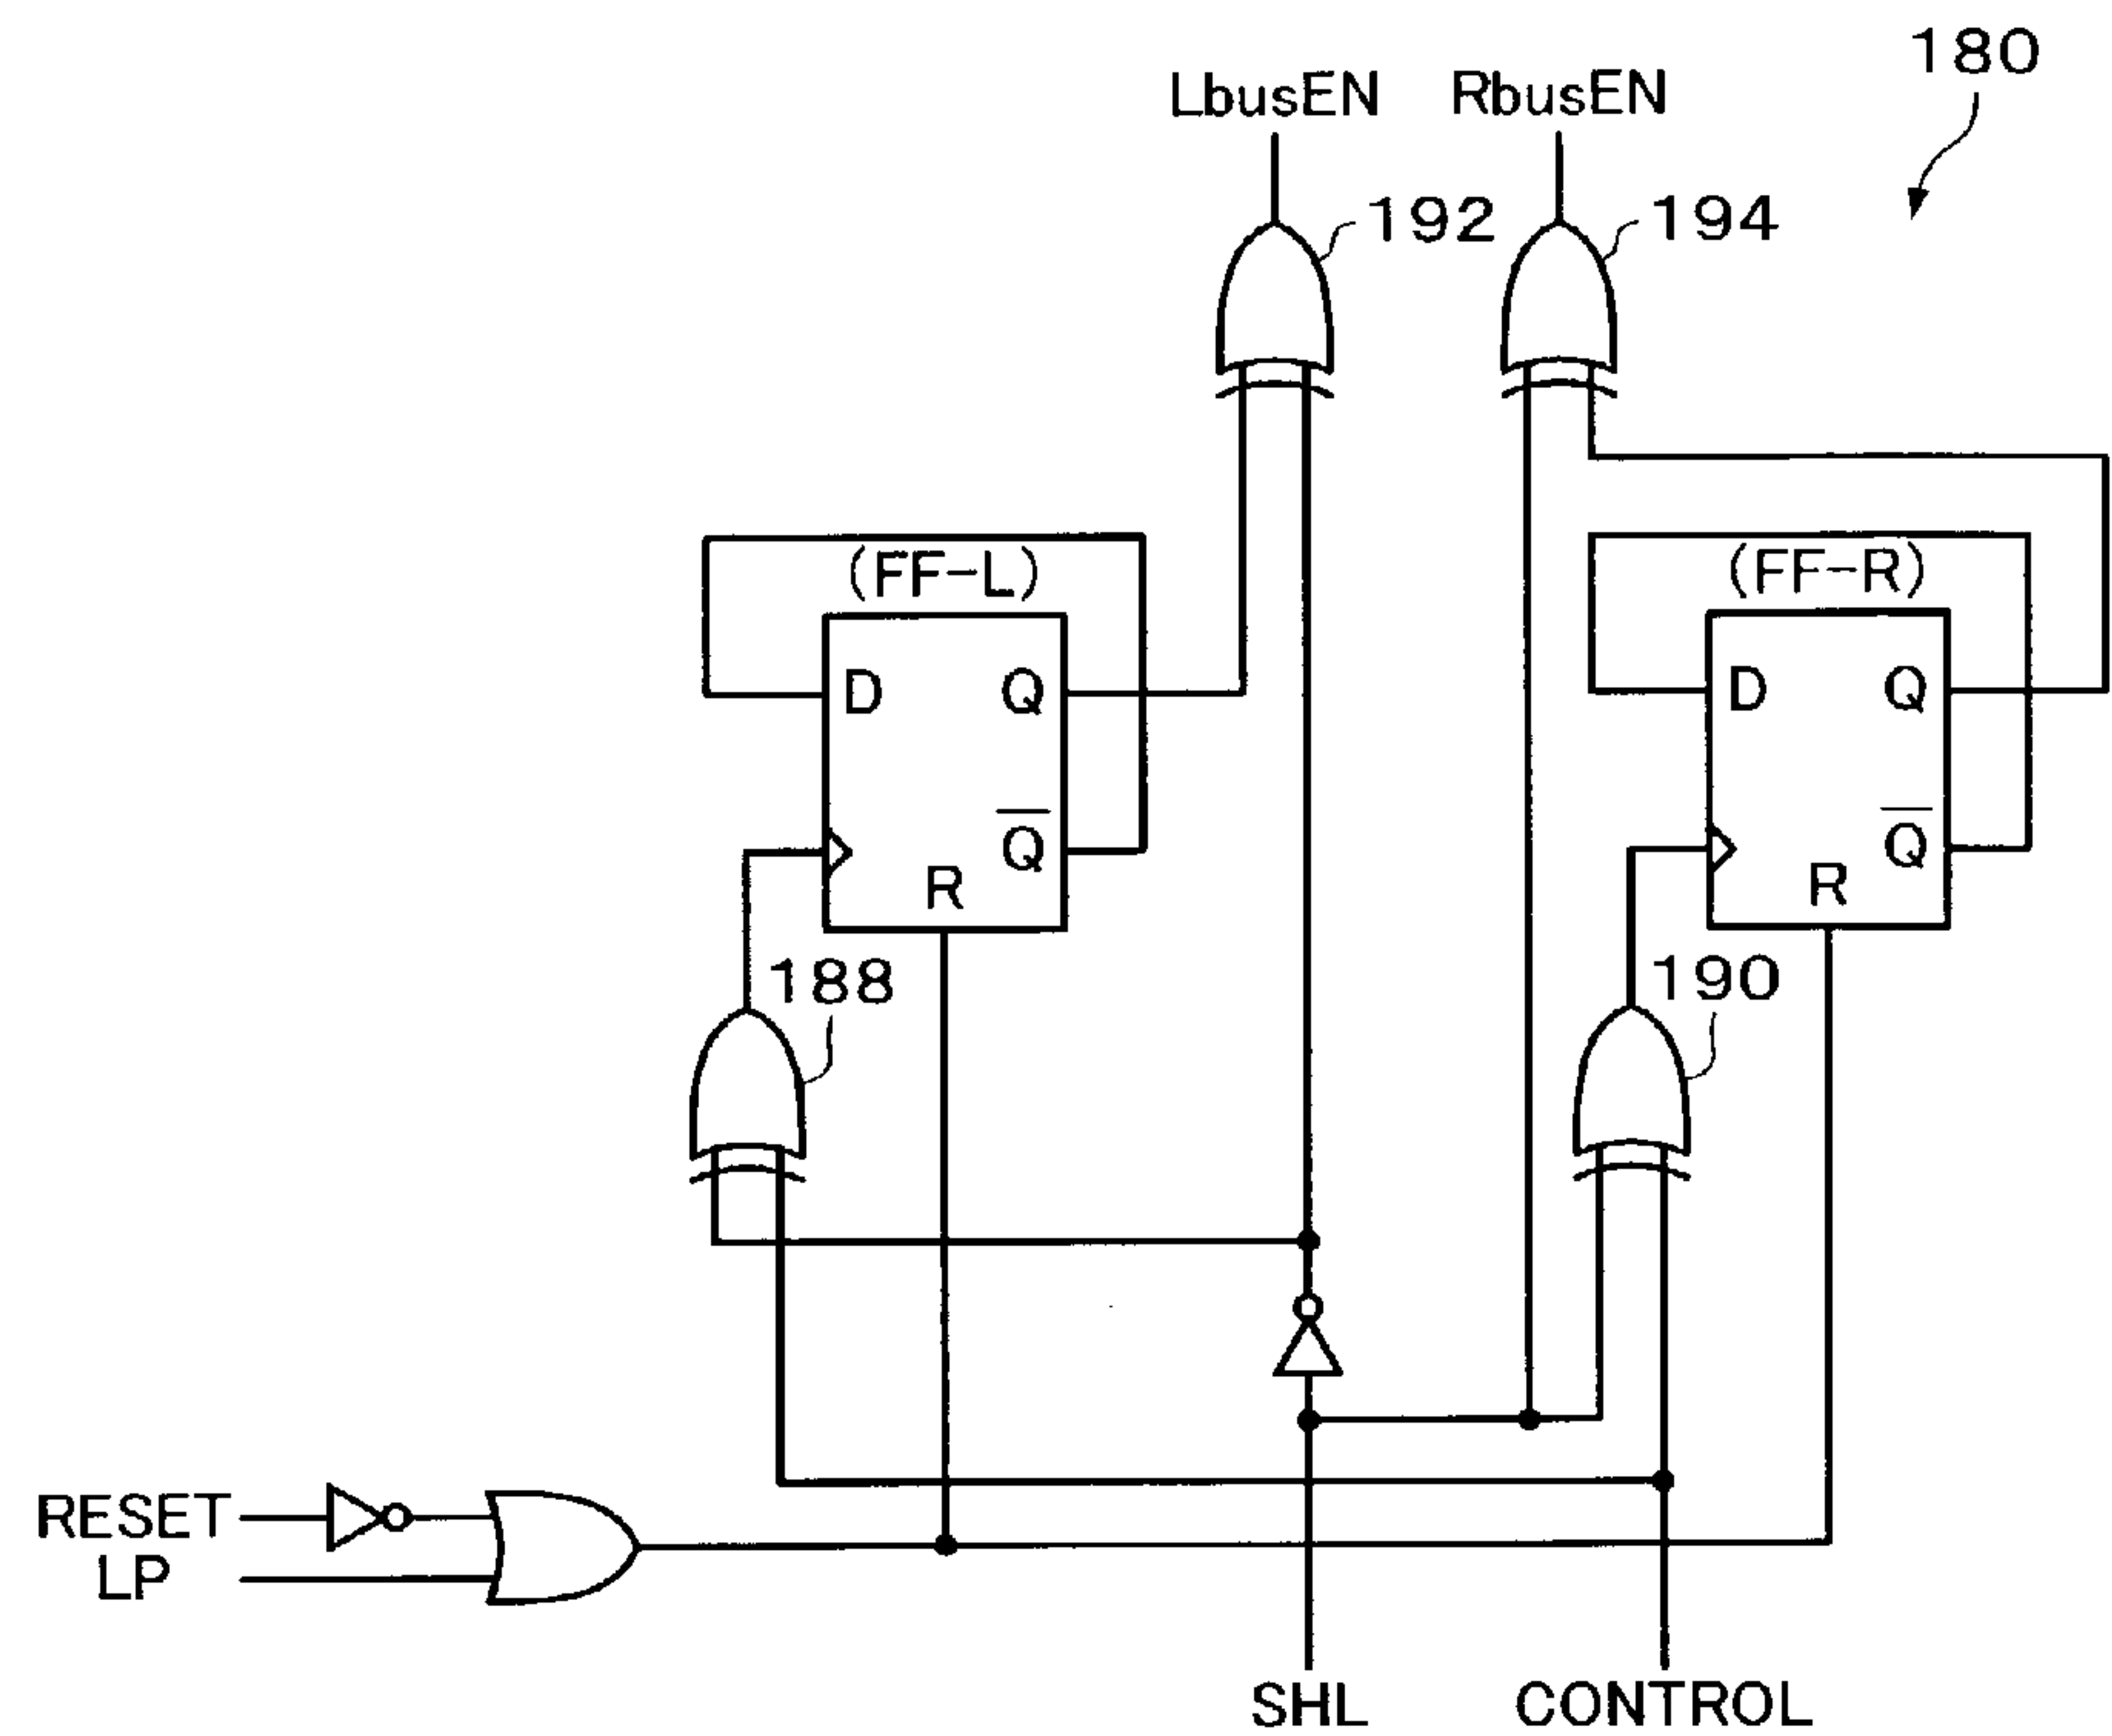 180
LbusEN RbusEN
192 194
(FF-L) (FF-R)
D Q D Q
R Q̅ R Q̅
188 190
RESET
LP
SHL CONTROL